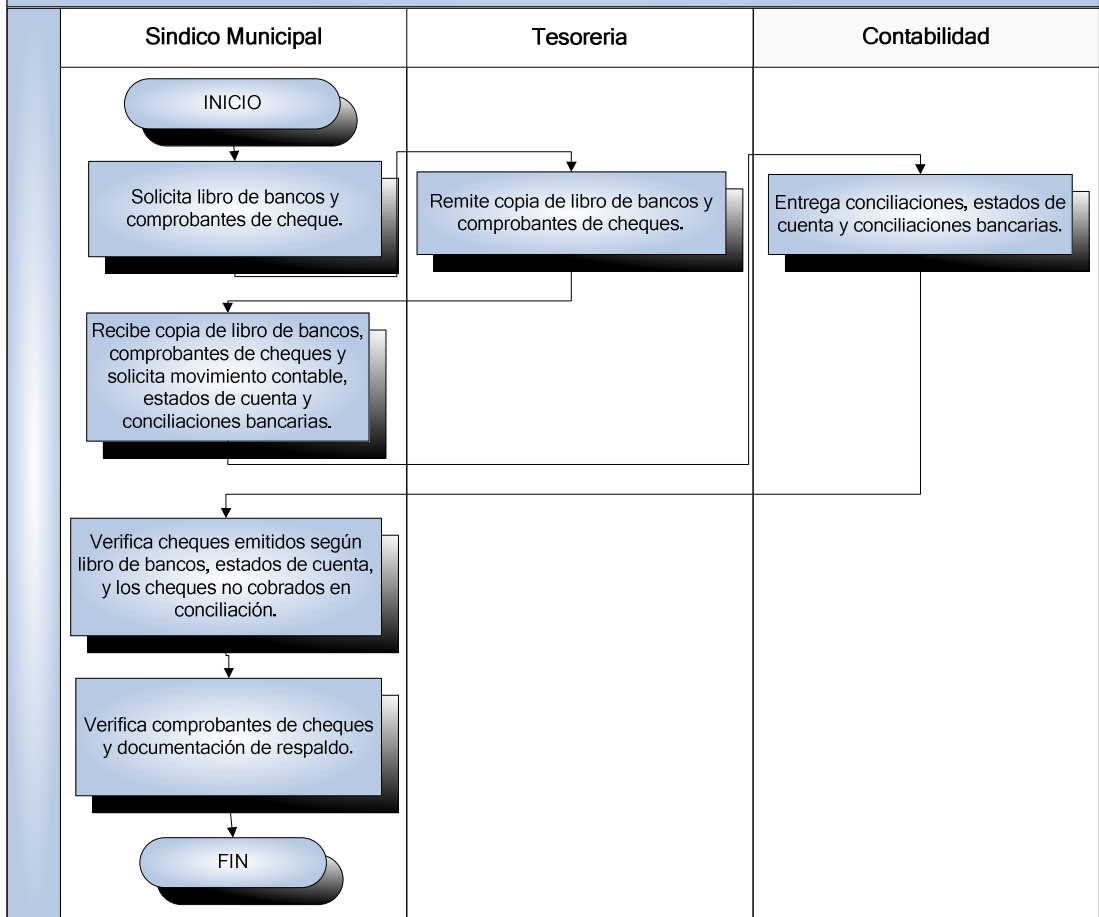 Sindico Municipal
Tesoreria
Contabilidad
INICIO
Solicita libro de bancos y
comprobantes de cheque.
Remite copia de libro de bancos y
comprobantes de cheques.
Entrega conciliaciones, estados de
cuenta y conciliaciones bancarias.
Recibe copia de libro de bancos,
comprobantes de cheques y
solicita movimiento contable,
estados de cuenta y
conciliaciones bancarias.
Verifica cheques emitidos según
libro de bancos, estados de cuenta,
y los cheques no cobrados en
conciliación.
Verifica comprobantes de cheques
y documentación de respaldo.
FIN